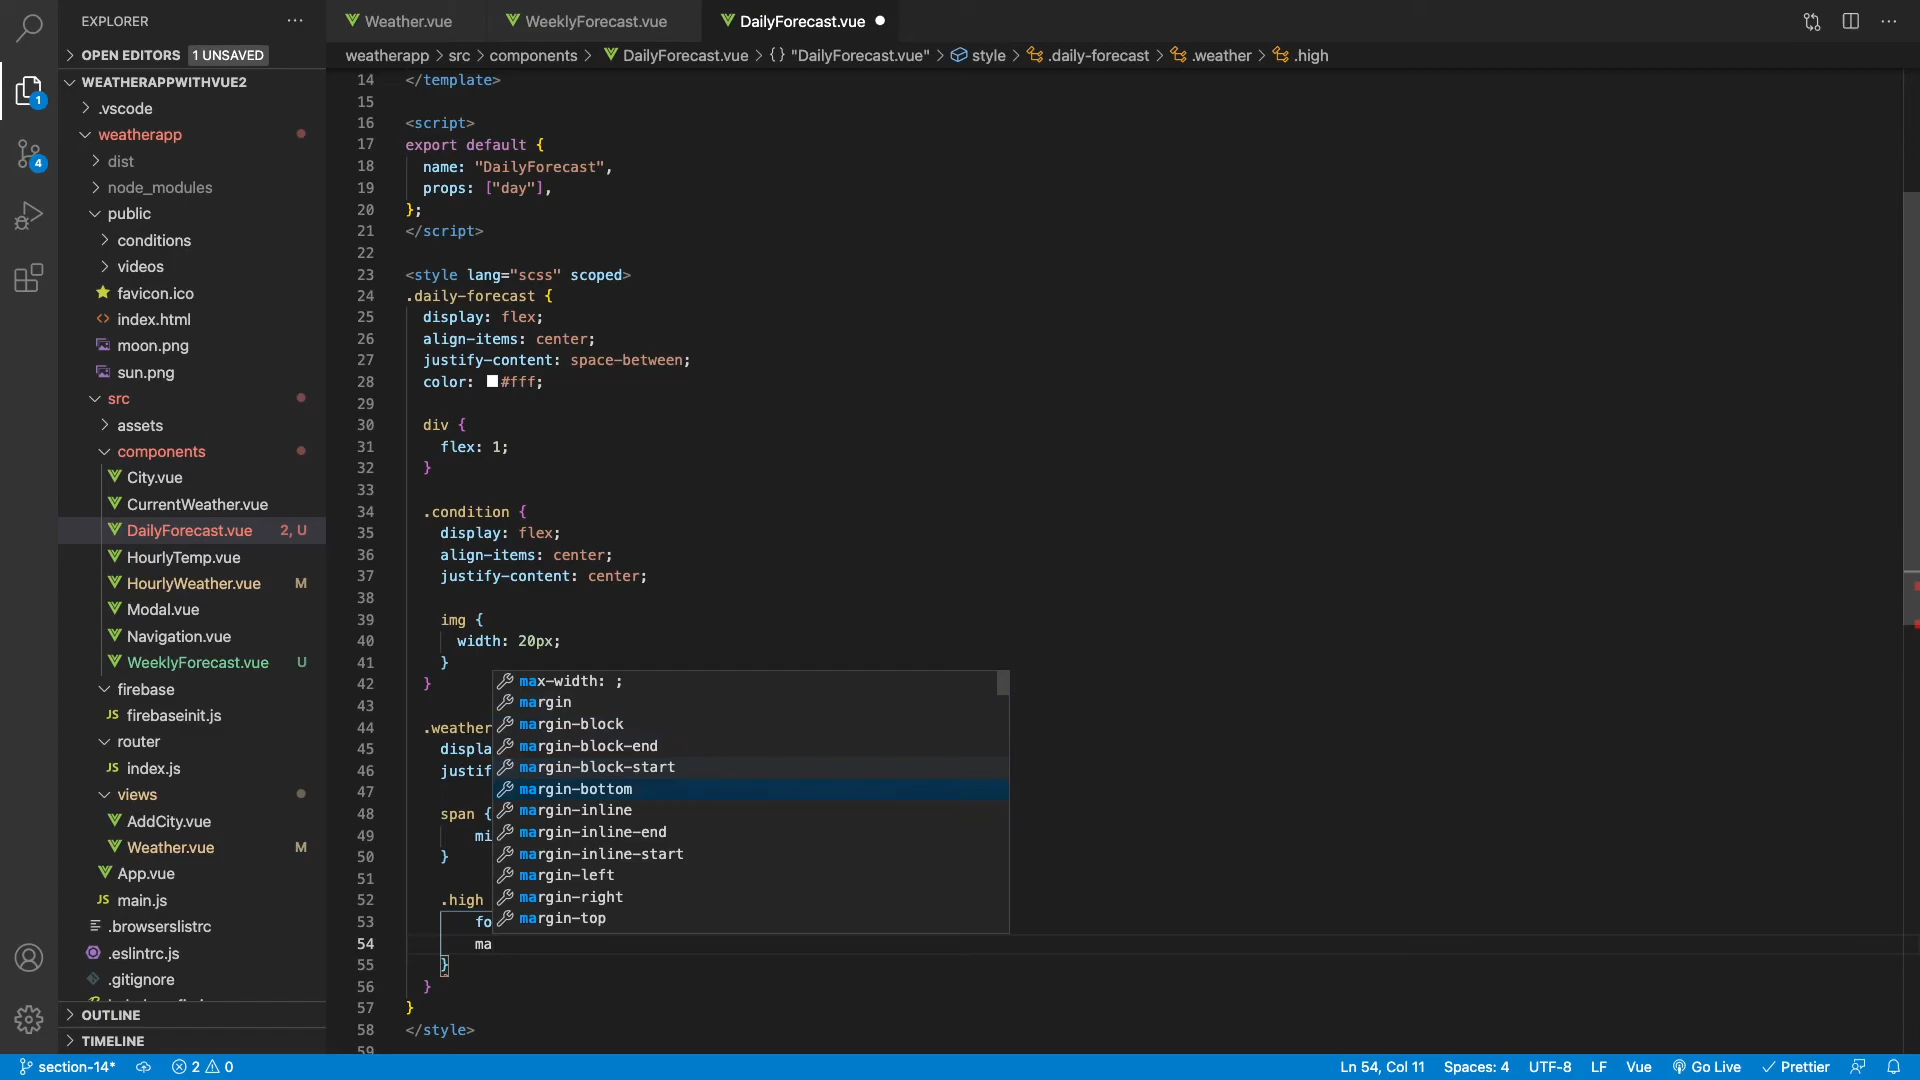 EXPLORER
OPEN EDITORS 1 UNSAVED
WEATHERAPPWITHVUE2
.vscode
weatherapp
dist
node_modules
public
conditions
videos
favicon.ico
index.html
moon.png
sun.png
src
assets
components
City.vue
CurrentWeather.vue
DailyForecast.vue 2, U
HourlyTemp.vue
HourlyWeather.vue M
Modal.vue
Navigation.vue
WeeklyForecast.vue U
firebase
JS firebaseinit.js
router
JS index.js
views
AddCity.vue
Weather.vue M
App.vue
JS main.js
.browserslistrc
.eslintrc.js
.gitignore
OUTLINE
TIMELINE
1
4
Weather.vue WeeklyForecast.vue DailyForecast.vue
weatherapp > src > components > DailyForecast.vue > {} "DailyForecast.vue" > style > .daily-forecast > .weather > .high
14 </template>
15
16 <script>
17 export default {
18 name: "DailyForecast",
19 props: ["day"],
20 };
21 </script>
22
23 <style lang="scss" scoped>
24 .daily-forecast {
25 display: flex;
26 align-items: center;
27 justify-content: space-between;
28 color: #fff;
29
30 div {
31 flex: 1;
32 }
33
34 .condition {
35 display: flex;
36 align-items: center;
37 justify-content: center;
38
39 img {
40 width: 20px;
41 }
42 }
43
44 .weather
45 displa
46 justif
47
48 span {
49 mi
50 }
51
52 .high
53 fo
54 ma
55 }
56 }
57 }
58 </style>
59
max-width: ;
margin
margin-block
margin-block-end
margin-block-start
margin-bottom
margin-inline
margin-inline-end
margin-inline-start
margin-left
margin-right
margin-top
section-14* 2 0 Ln 54, Col 11 Spaces: 4 UTF-8 LF Vue Go Live Prettier